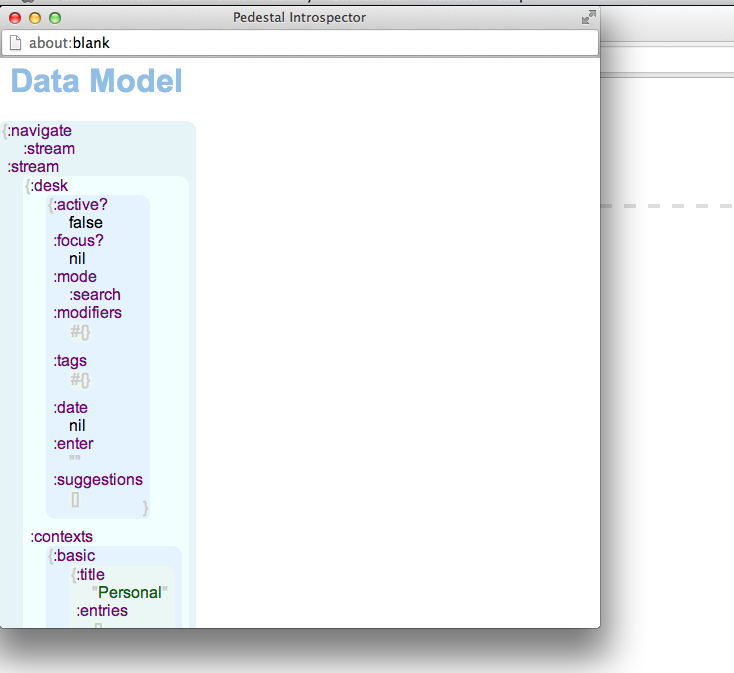 Pedestal Introspector
about:blank
Data Model
{:navigate
:stream
:stream
{:desk
{:active?
false
:focus?
nil
:mode
:search
:modifiers
#{}
:tags
#{}
:date
nil
:enter
""
:suggestions
[]
}
:contexts
{:basic
{:title
"Personal"
:entries